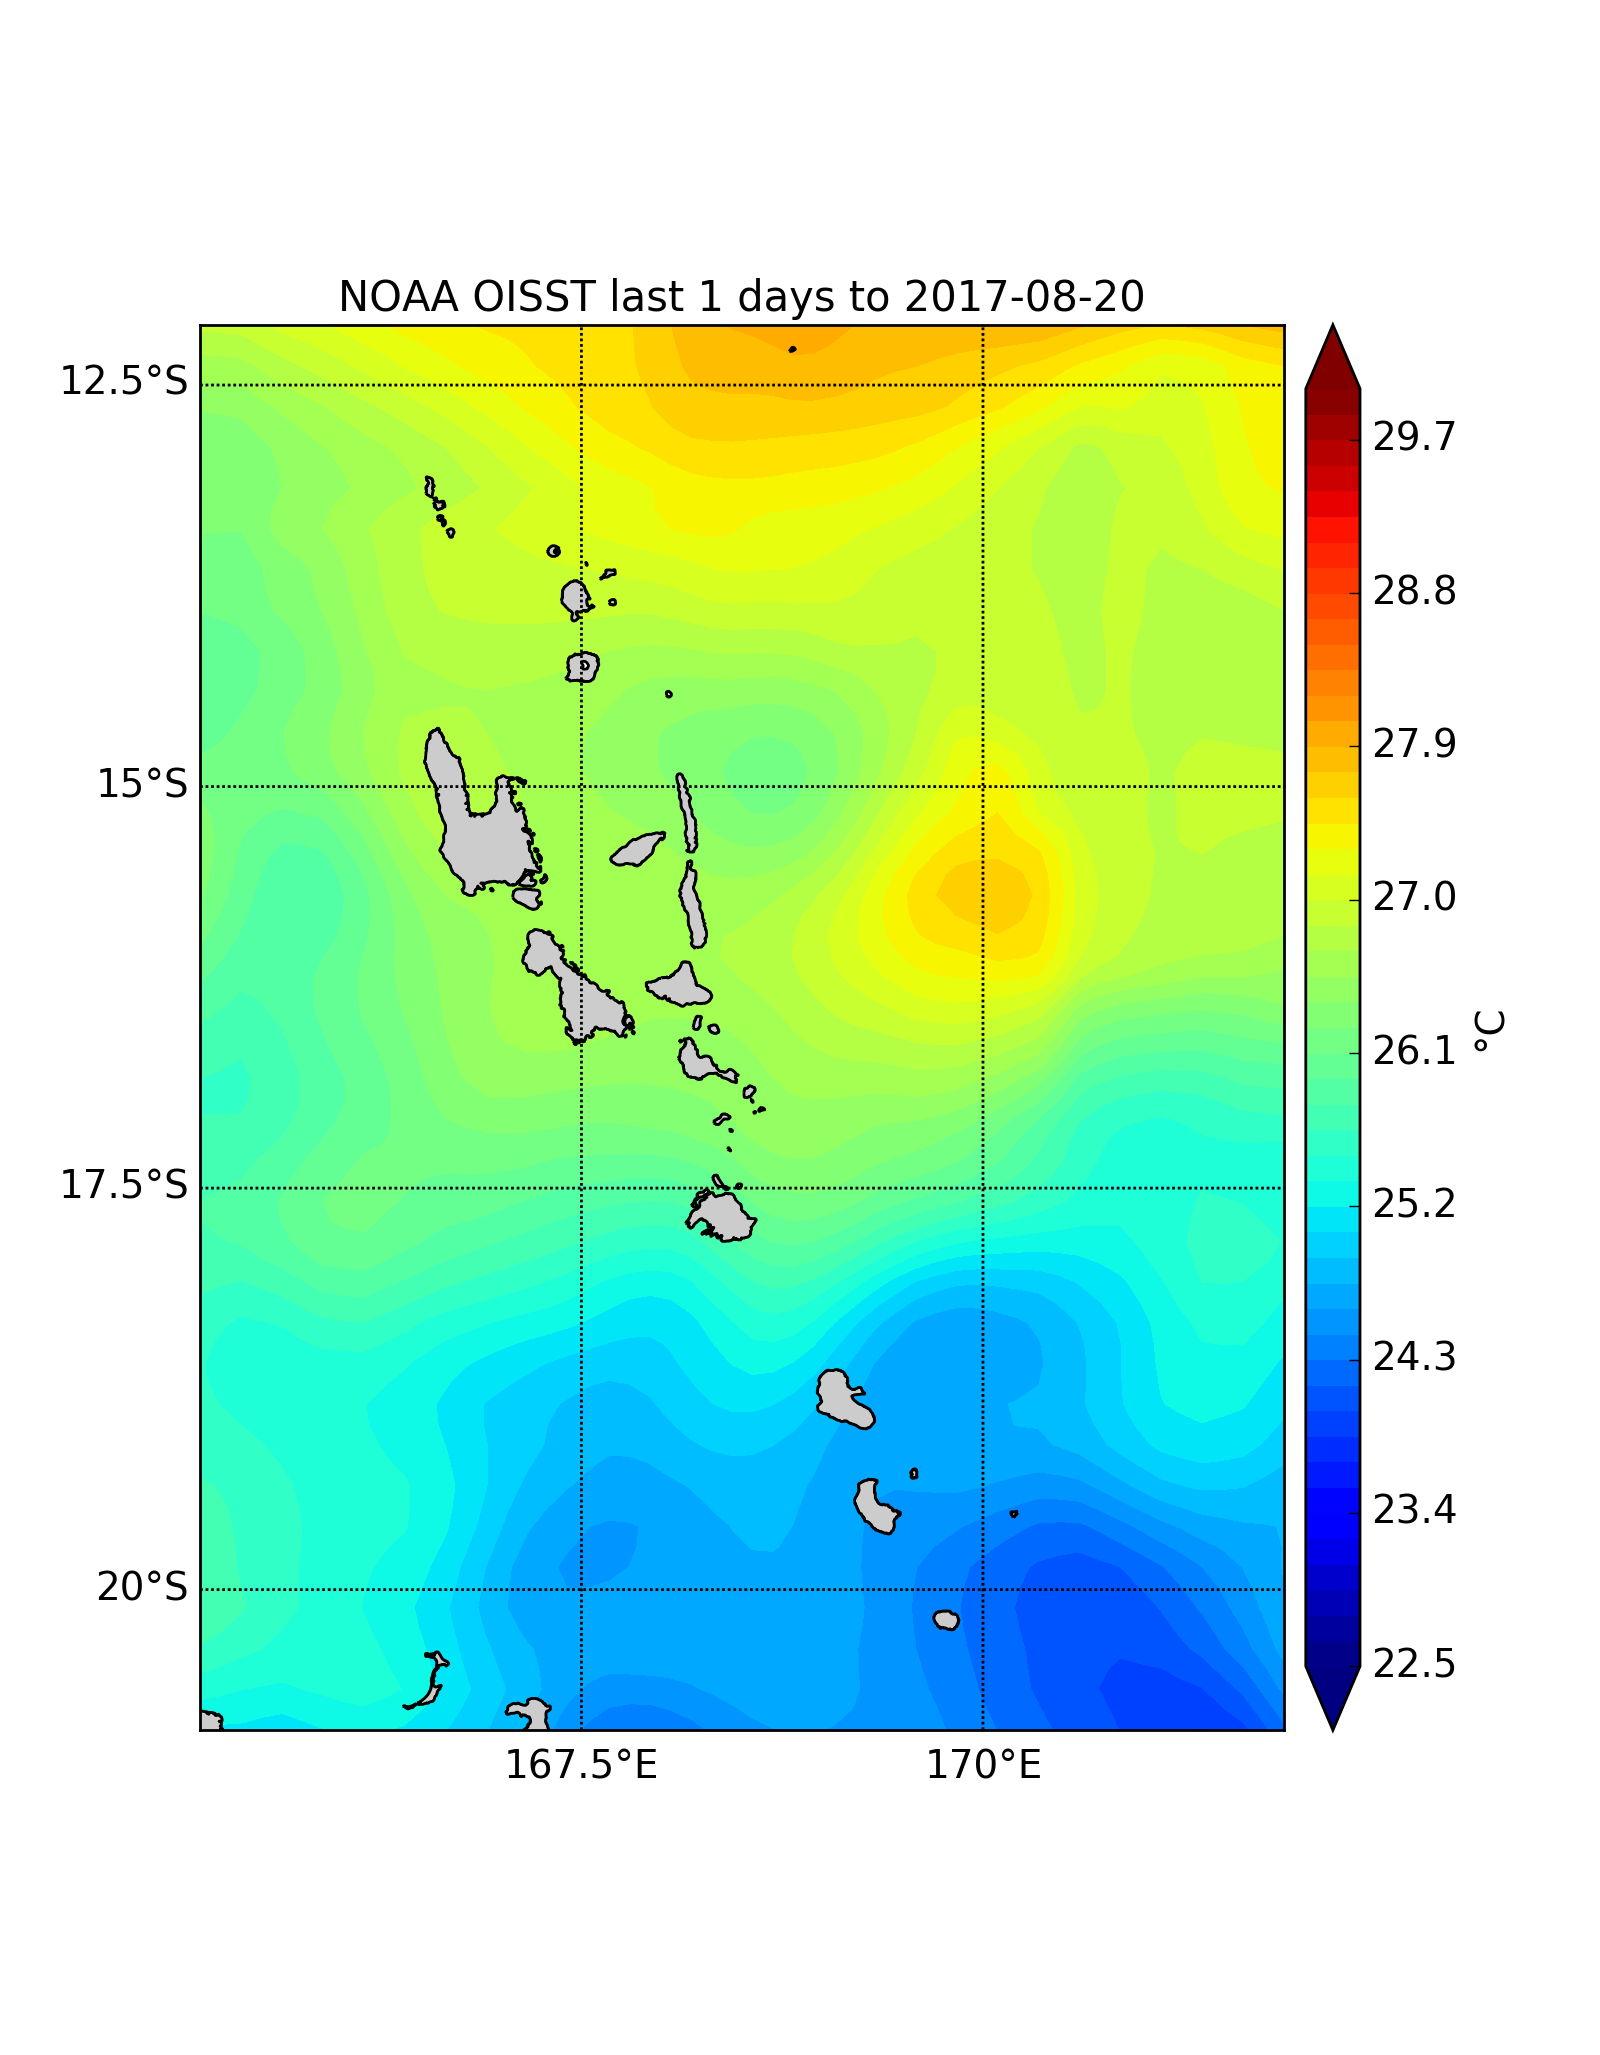 NOAA OISST last 1 days to 2017-08-20
12.5°S
15°S
17.5°S
20°S
167.5°E
170°E
29.7
28.8
27.9
27.0
26.1
25.2
24.3
23.4
22.5
°C